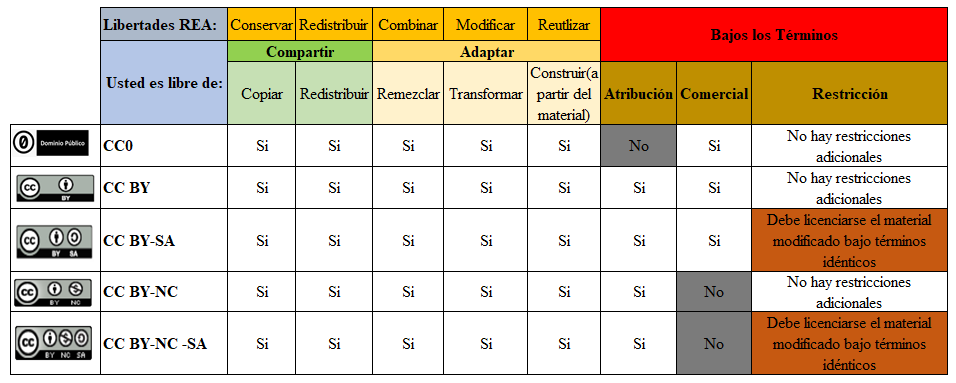 Libertades REA: Conservar Redistribuir Combinar Modificar Reutlizar Bajos los Términos
Compartir Adaptar
Usted es libre de: Copiar Redistribuir Remezclar Transformar Construir(a
partir del
material) Atribución Comercial Restricción
0 Dominio Público CC0 Si Si Si Si Si No Si No hay restricciones
adicionales
CC BY CC BY Si Si Si Si Si Si Si No hay restricciones
adicionales
CC BY SA CC BY-SA Si Si Si Si Si Si Si Debe licenciarse el material
modificado bajo términos
idénticos
CC BY NC CC BY-NC Si Si Si Si Si Si No No hay restricciones
adicionales
CC BY NC SA CC BY-NC -SA Si Si Si Si Si Si No Debe licenciarse el material
modificado bajo términos
idénticos